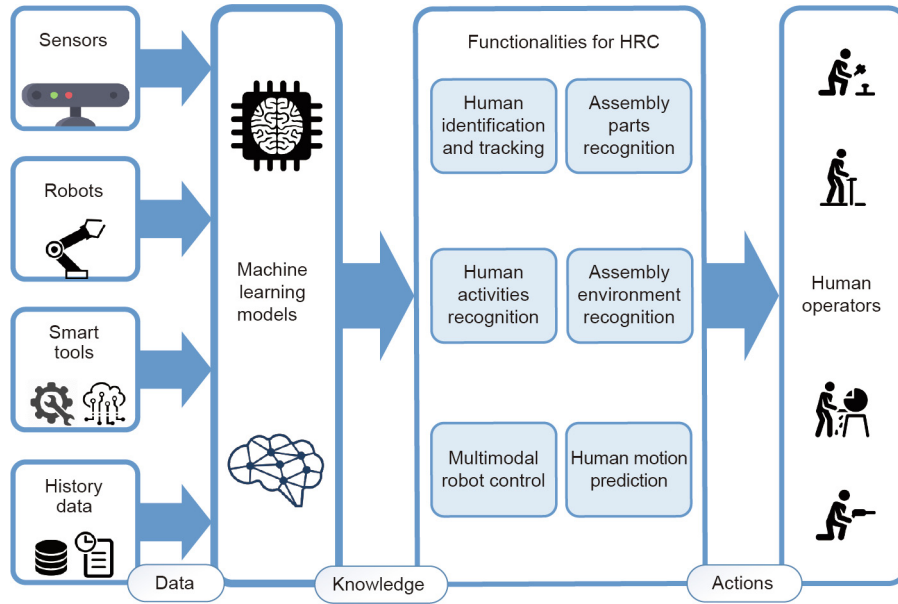 Sensors
Robots
Smart
tools
History
data
Data
Machine
learning
models
Knowledge
Functionalities for HRC
Human
identification
and tracking
Assembly
parts
recognition
Human
activities
recognition
Assembly
environment
recognition
Multimodal
robot control
Human motion
prediction
Actions
Human
operators